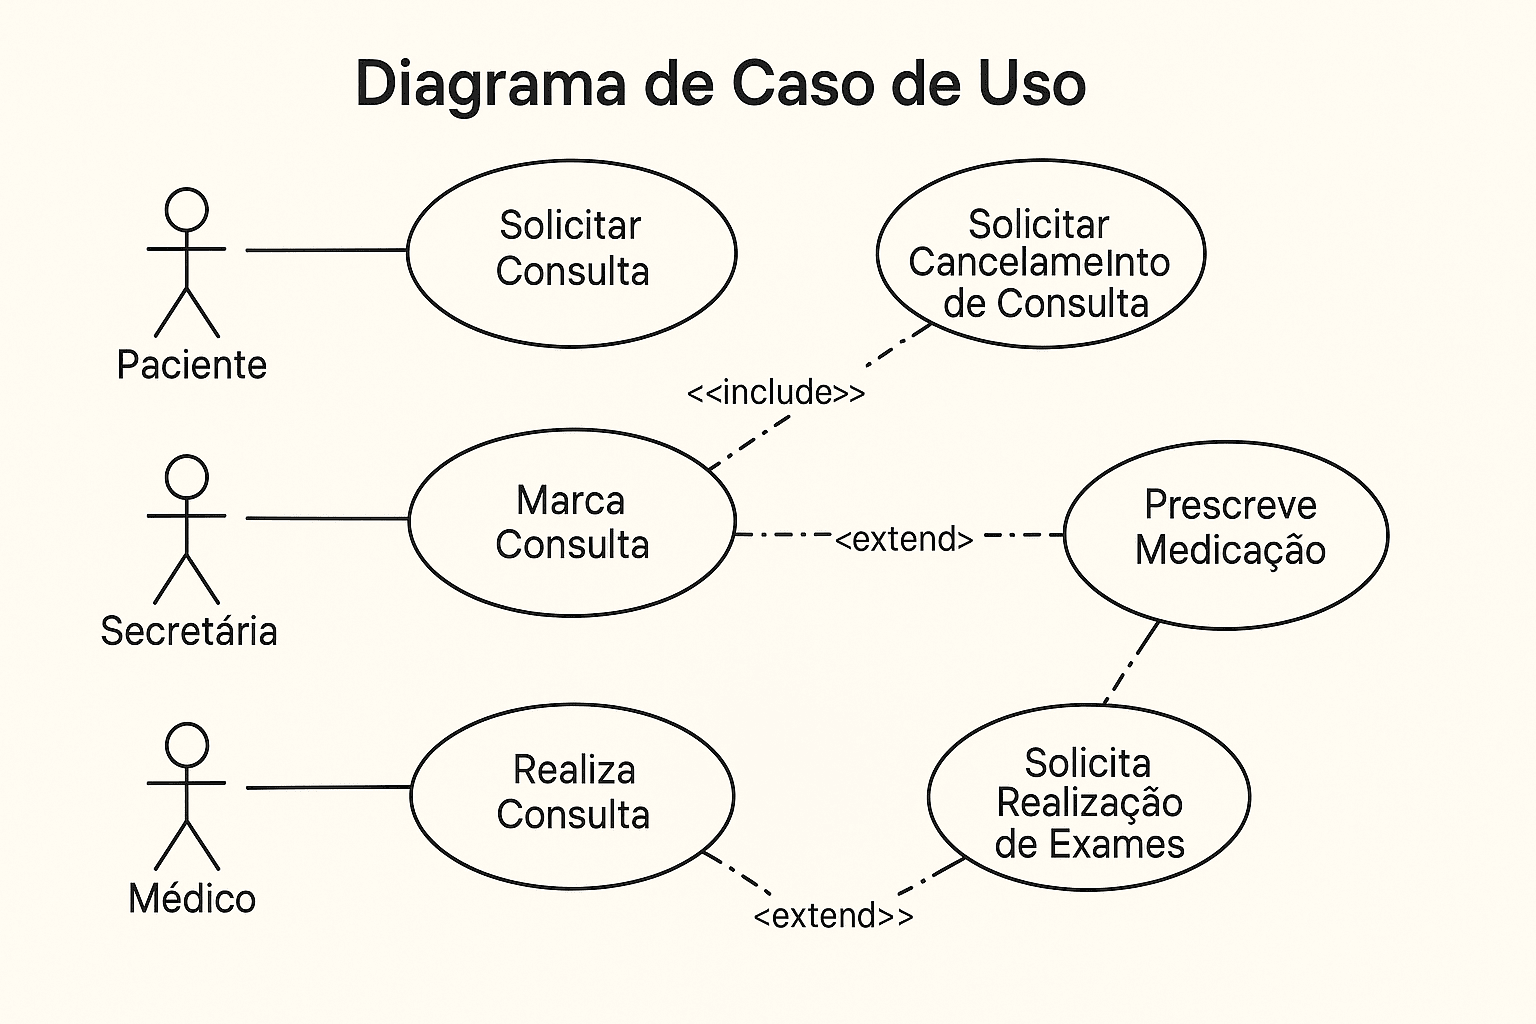 Diagrama de Caso de Uso
Solicitar
Consulta
Solicitar
CancelameInto
de Consulta
Paciente
<<include>>
Marca
Consulta
<extend>
Prescreve
Medicação
Secretária
Realiza
Consulta
Solicita
Realização
de Exames
Médico
<extend>>